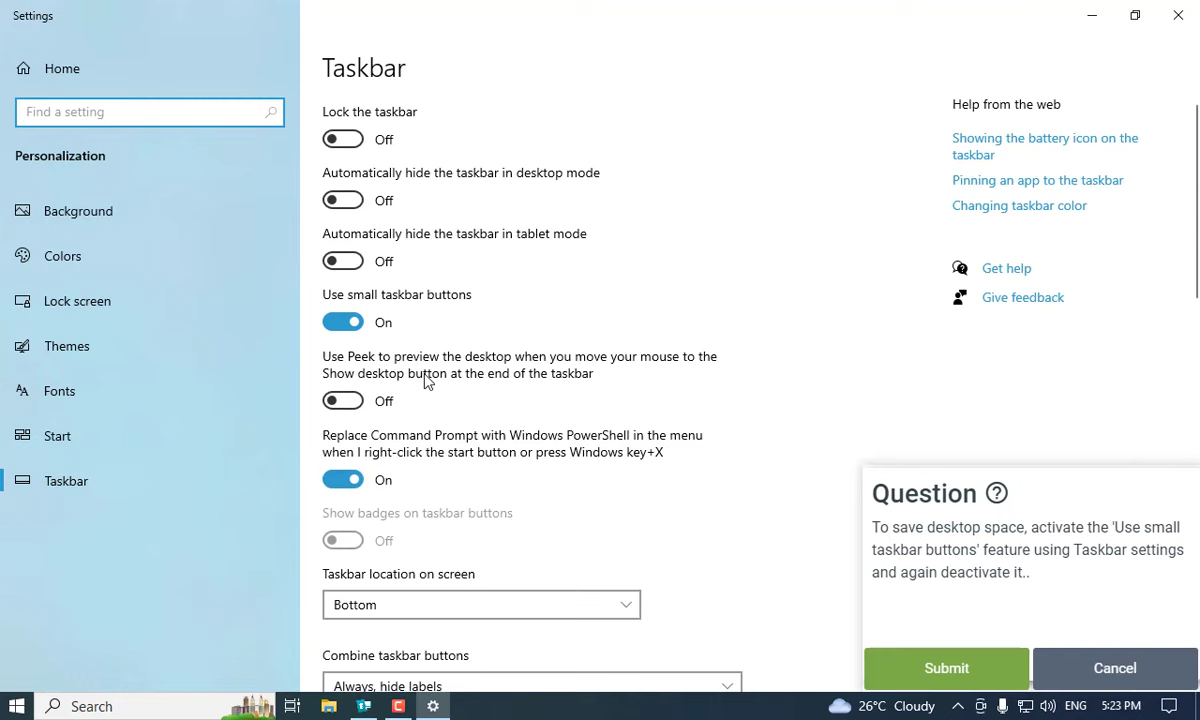 Settings
Home
Find a setting
Personalization
Background
Colors
Lock screen
Themes
Fonts
Start
Taskbar
Taskbar
Lock the taskbar
Off
Automatically hide the taskbar in desktop mode
Off
Automatically hide the taskbar in tablet mode
Off
Use small taskbar buttons
On
Use Peek to preview the desktop when you move your mouse to the
Show desktop button at the end of the taskbar
Off
Replace Command Prompt with Windows PowerShell in the menu
when I right-click the start button or press Windows key+X
On
Show badges on taskbar buttons
Off
Taskbar location on screen
Bottom
Combine taskbar buttons
Always, hide labels
Help from the web
Showing the battery icon on the
taskbar
Pinning an app to the taskbar
Changing taskbar color
Get help
Give feedback
Question
To save desktop space, activate the 'Use small
taskbar buttons' feature using Taskbar settings
and again deactivate it..
Submit
Cancel
Search
26°C Cloudy
ENG
5:23 PM